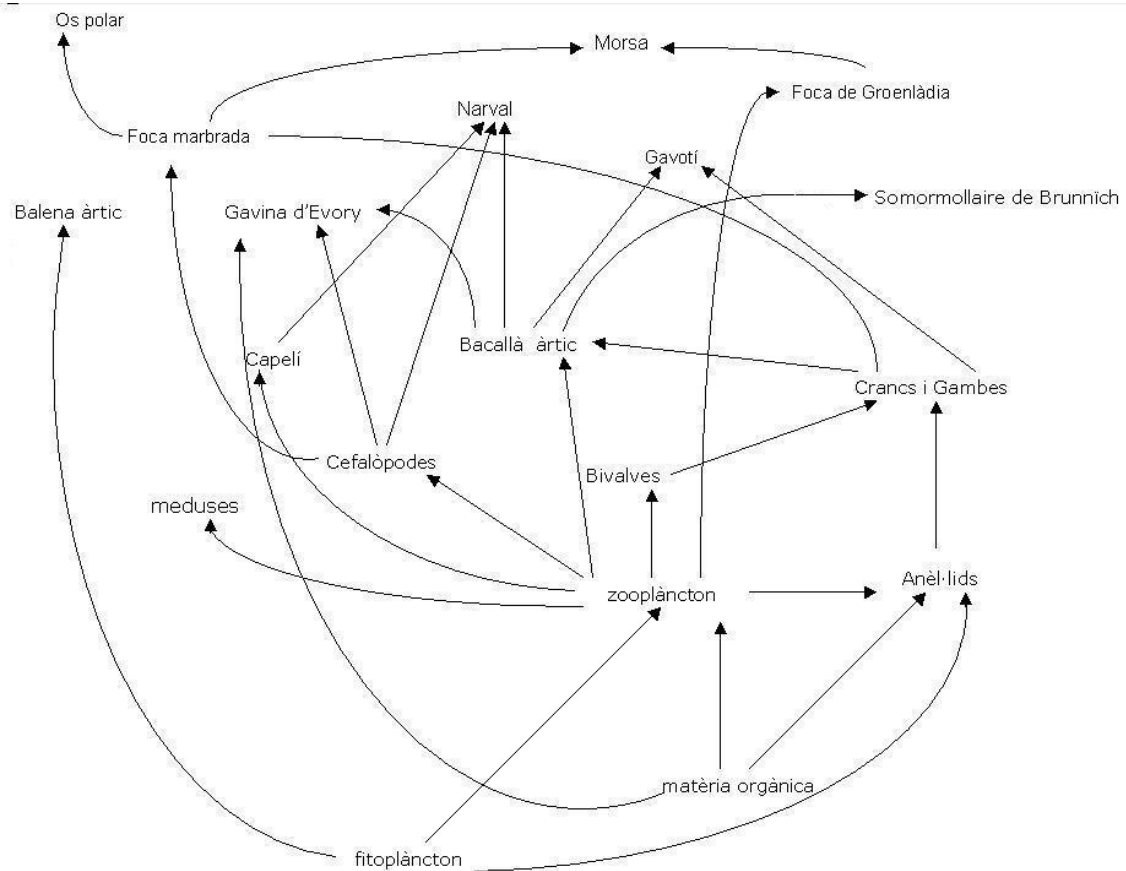 Os polar
Morsa
Foca de Groenlàdia
Narval
Foca marbrada
Gavotí
Somormollaire de Brunnïch
Balena àrtic
Gavina d'Evory
Bacallà àrtic
Capelí
Crancs i Gambes
Cefalòpodes
Bivalves
meduses
Anèl·lids
zooplàncton
matèria orgànica
fitoplàncton